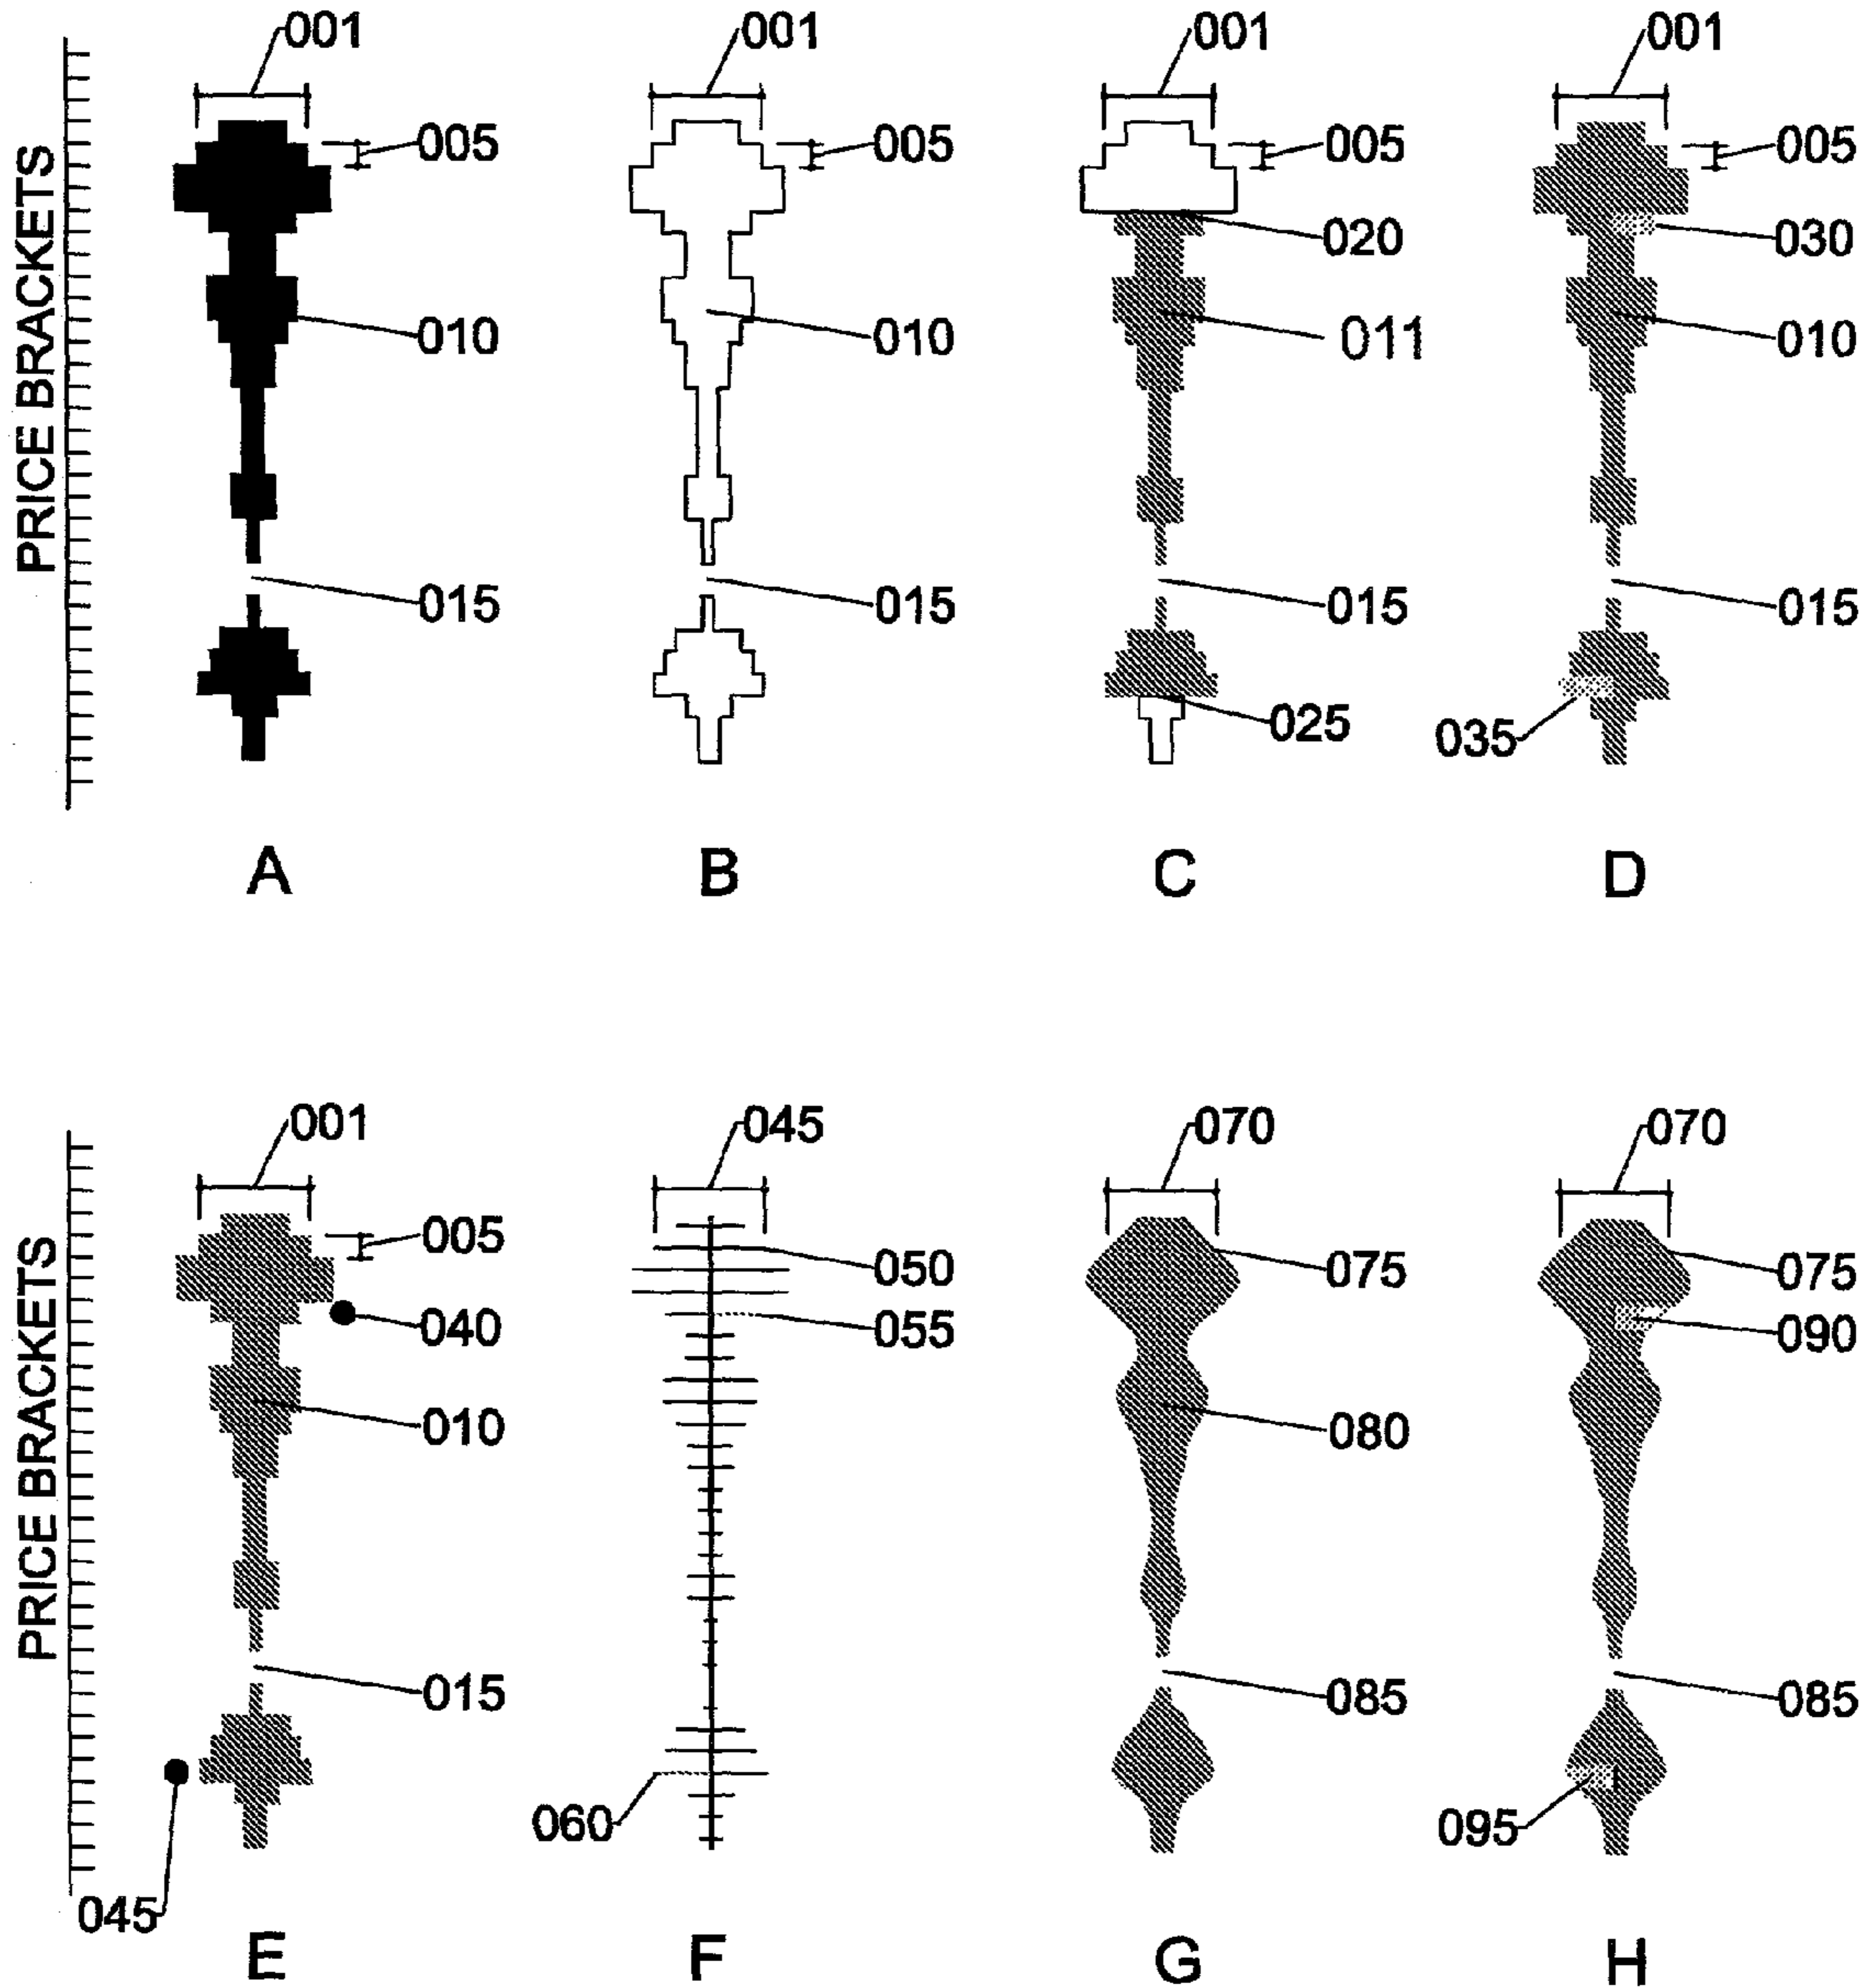 001 001 001 001
005 005 005 005
PRICE BRACKETS
020 030
010 010 011 010
015 015 015 015
025 035
A B C D
001 045 070 070
005 050 075 075
040 055 090
PRICE BRACKETS
010 080
015 085 085
060 095
045
E F G H